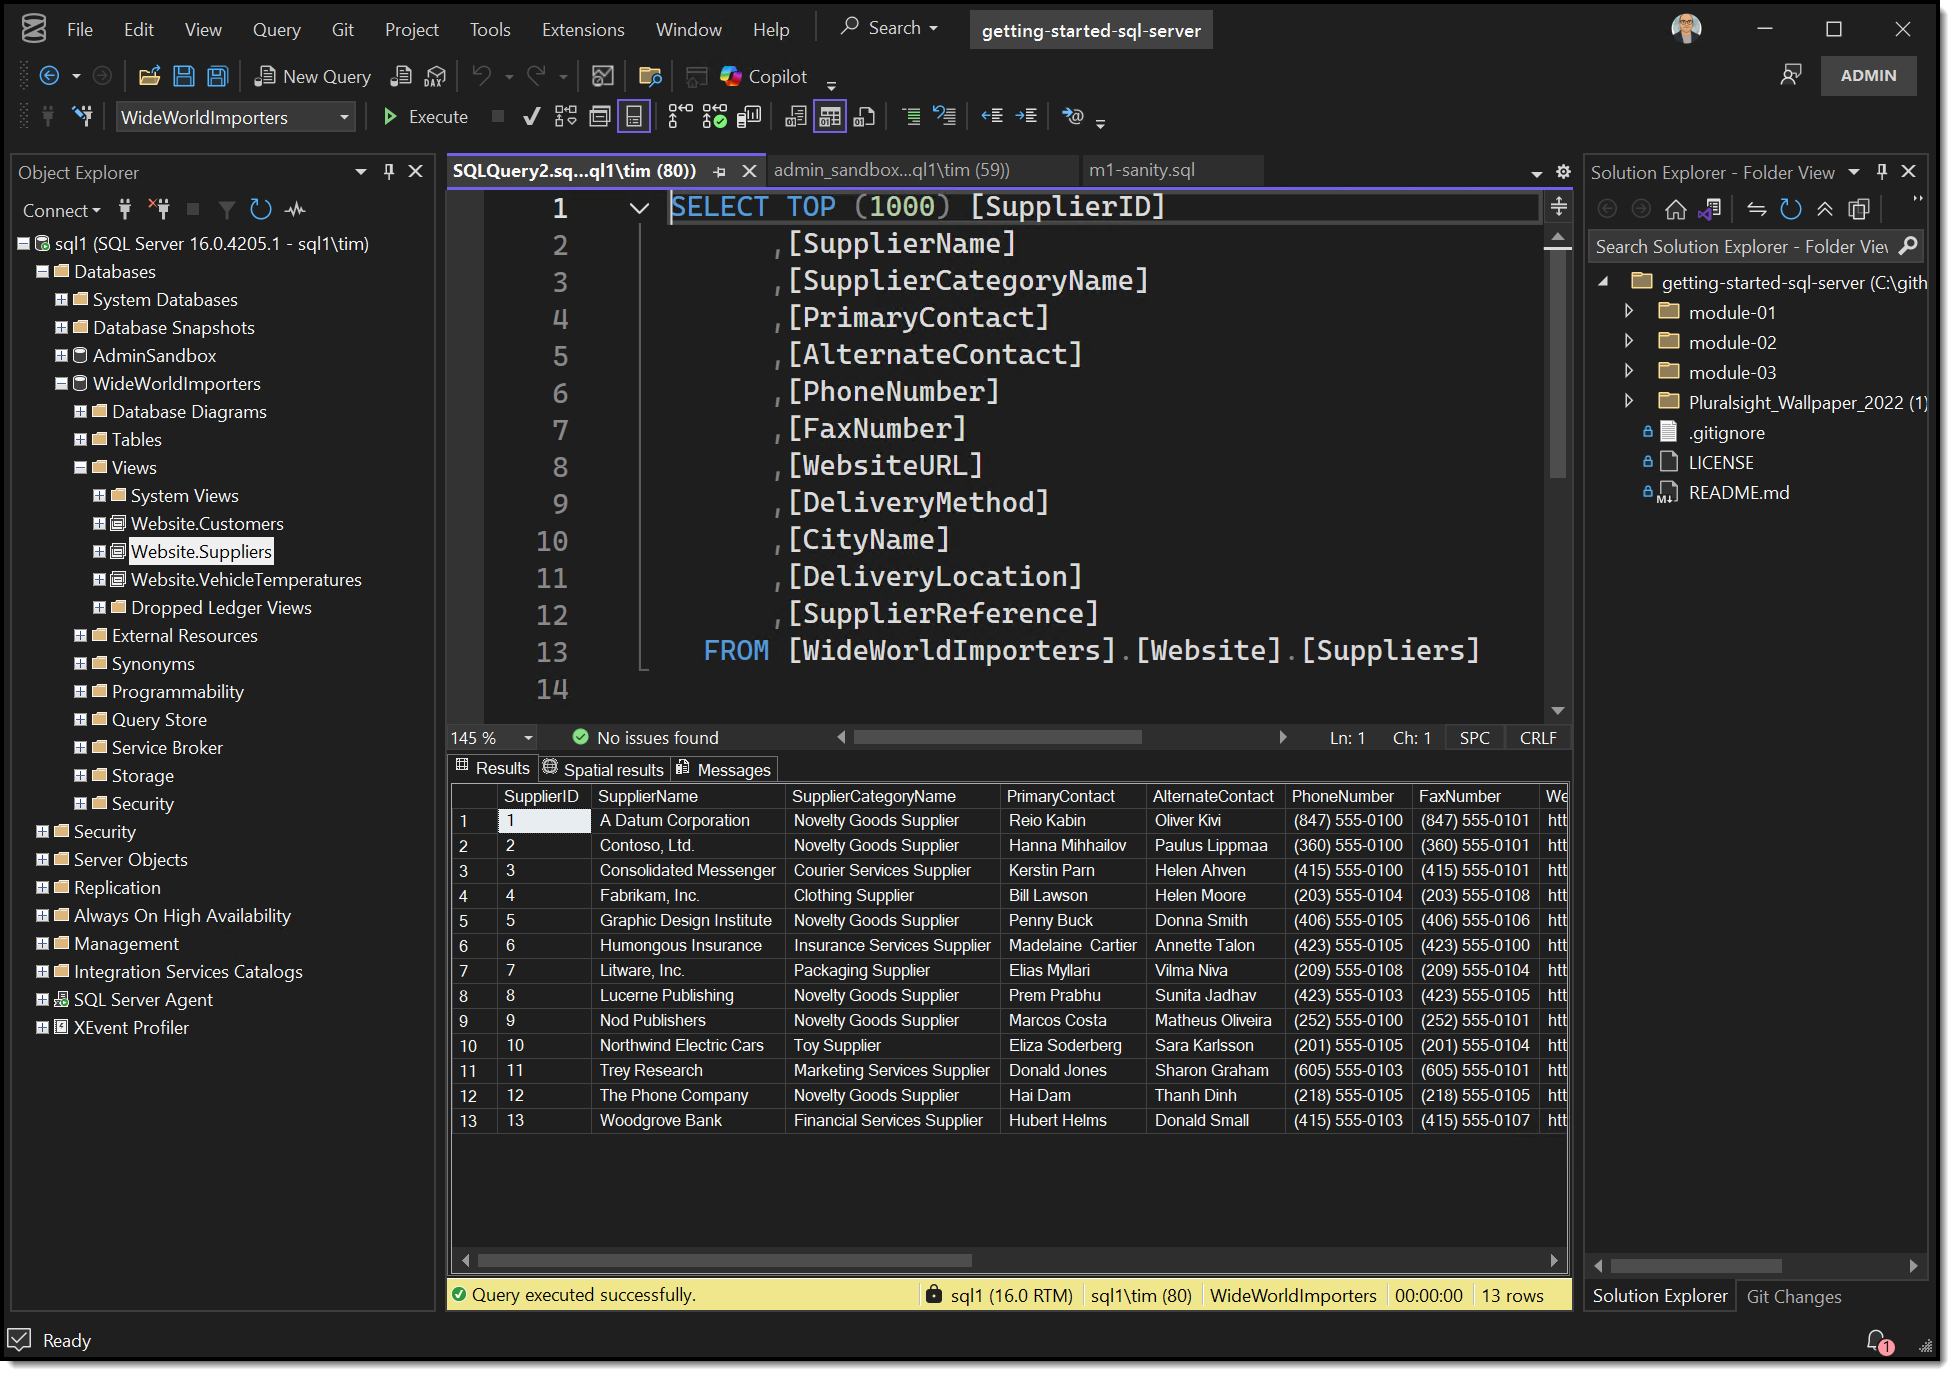 File Edit View Query Git Project Tools Extensions Window Help Search getting-started-sql-server
New Query DAX Copilot ADMIN
WideWorldImporters Execute
Object Explorer
Connect
sql1 (SQL Server 16.0.4205.1 - sql1\tim)
Databases
System Databases
Database Snapshots
AdminSandbox
WideWorldImporters
Database Diagrams
Tables
Views
System Views
Website.Customers
Website.Suppliers
Website.VehicleTemperatures
Dropped Ledger Views
External Resources
Synonyms
Programmability
Query Store
Service Broker
Storage
Security
Security
Server Objects
Replication
Always On High Availability
Management
Integration Services Catalogs
SQL Server Agent
XEvent Profiler
SQLQuery2.sq...ql1\tim (80)) admin_sandbox...ql1\tim (59)) m1-sanity.sql
1 SELECT TOP (1000) [SupplierID]
2 ,[SupplierName]
3 ,[SupplierCategoryName]
4 ,[PrimaryContact]
5 ,[AlternateContact]
6 ,[PhoneNumber]
7 ,[FaxNumber]
8 ,[WebsiteURL]
9 ,[DeliveryMethod]
10 ,[CityName]
11 ,[DeliveryLocation]
12 ,[SupplierReference]
13 FROM [WideWorldImporters].[Website].[Suppliers]
14
145 % No issues found Ln: 1 Ch: 1 SPC CRLF
Results Spatial results Messages
SupplierID SupplierName SupplierCategoryName PrimaryContact AlternateContact PhoneNumber FaxNumber We
1 1 A Datum Corporation Novelty Goods Supplier Reio Kabin Oliver Kivi (847) 555-0100 (847) 555-0101 htt
2 2 Contoso, Ltd. Novelty Goods Supplier Hanna Mihhailov Paulus Lippmaa (360) 555-0100 (360) 555-0101 htt
3 3 Consolidated Messenger Courier Services Supplier Kerstin Parn Helen Ahven (415) 555-0100 (415) 555-0101 htt
4 4 Fabrikam, Inc. Clothing Supplier Bill Lawson Helen Moore (203) 555-0104 (203) 555-0108 htt
5 5 Graphic Design Institute Novelty Goods Supplier Penny Buck Donna Smith (406) 555-0105 (406) 555-0106 htt
6 6 Humongous Insurance Insurance Services Supplier Madelaine Cartier Annette Talon (423) 555-0105 (423) 555-0100 htt
7 7 Litware, Inc. Packaging Supplier Elias Myllari Vilma Niva (209) 555-0108 (209) 555-0104 htt
8 8 Lucerne Publishing Novelty Goods Supplier Prem Prabhu Sunita Jadhav (423) 555-0103 (423) 555-0105 htt
9 9 Nod Publishers Novelty Goods Supplier Marcos Costa Matheus Oliveira (252) 555-0100 (252) 555-0101 htt
10 10 Northwind Electric Cars Toy Supplier Eliza Soderberg Sara Karlsson (201) 555-0105 (201) 555-0104 htt
11 11 Trey Research Marketing Services Supplier Donald Jones Sharon Graham (605) 555-0103 (605) 555-0101 htt
12 12 The Phone Company Novelty Goods Supplier Hai Dam Thanh Dinh (218) 555-0105 (218) 555-0105 htt
13 13 Woodgrove Bank Financial Services Supplier Hubert Helms Donald Small (415) 555-0103 (415) 555-0107 htt
Query executed successfully. sql1 (16.0 RTM) sql1\tim (80) WideWorldImporters 00:00:00 13 rows
Solution Explorer - Folder View
Search Solution Explorer - Folder Vie
getting-started-sql-server (C:\gith
module-01
module-02
module-03
Pluralsight_Wallpaper_2022 (1)
.gitignore
LICENSE
README.md
Solution Explorer Git Changes
Ready 1